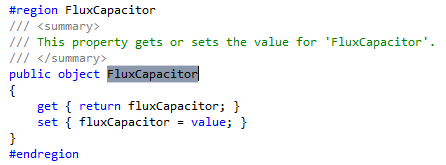 #region FluxCapacitor
/// <summary>
/// This property gets or sets the value for 'FluxCapacitor'.
/// </summary>
public object FluxCapacitor
{
    get { return fluxCapacitor; }
    set { fluxCapacitor = value; }
}
#endregion